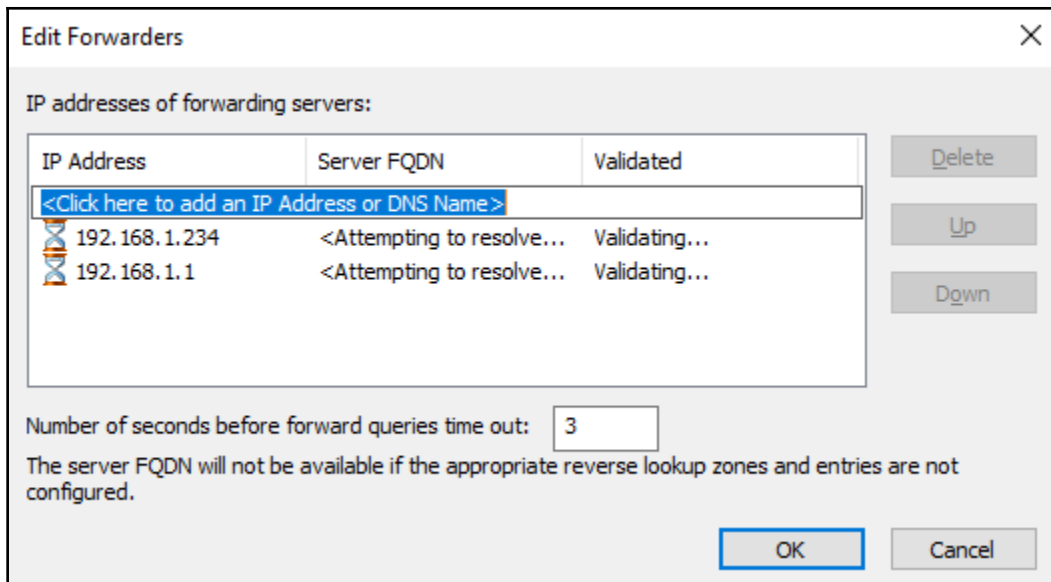 Edit Forwarders
IP addresses of forwarding servers:
IP Address Server FQDN Validated
<Click here to add an IP Address or DNS Name>
192.168.1.234 <Attempting to resolve... Validating...
192.168.1.1 <Attempting to resolve... Validating...
Delete
Up
Down
Number of seconds before forward queries time out: 3
The server FQDN will not be available if the appropriate reverse lookup zones and entries are not
configured.
OK Cancel